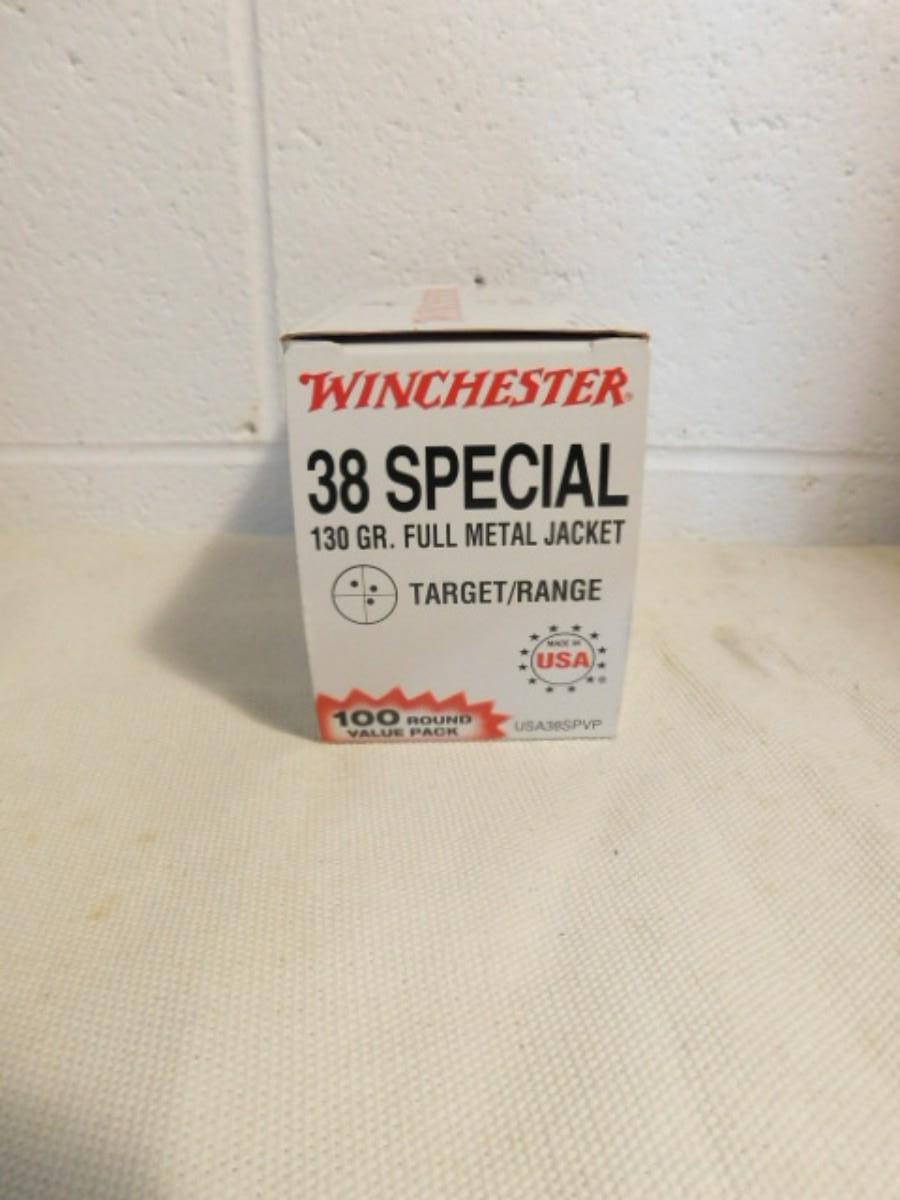 WINCHESTER®
38 SPECIAL
130 GR. FULL METAL JACKET
TARGET/RANGE
MADE IN
USA
®
100 ROUND
VALUE PACK
USA38SPVP